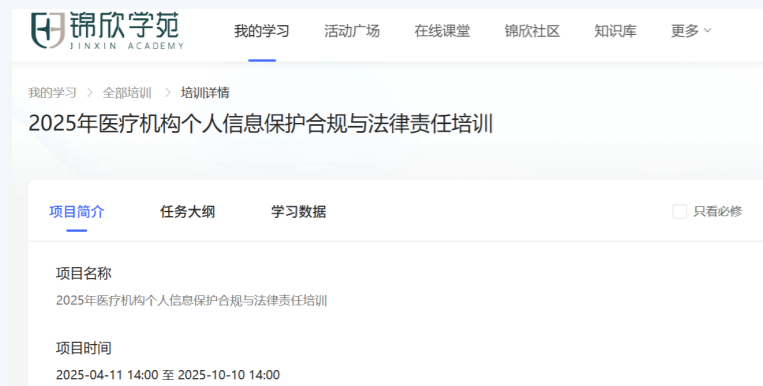 锦欣学苑
JINXIN ACADEMY
我的学习 活动广场 在线课堂 锦欣社区 知识库 更多
我的学习 > 全部培训 > 培训详情
2025年医疗机构个人信息保护合规与法律责任培训
项目简介 任务大纲 学习数据 只看必修
项目名称
2025年医疗机构个人信息保护合规与法律责任培训
项目时间
2025-04-11 14:00 至 2025-10-10 14:00